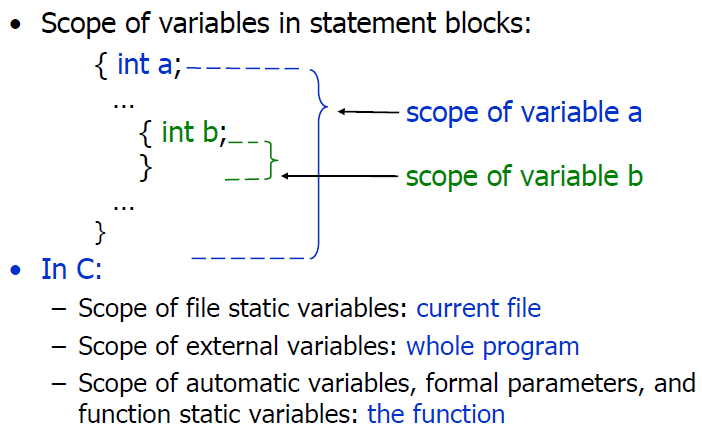 • Scope of variables in statement blocks:
{ int a;
...
scope of variable a
{ int b;
}
scope of variable b
...
}
• In C:
– Scope of file static variables: current file
– Scope of external variables: whole program
– Scope of automatic variables, formal parameters, and
function static variables: the function